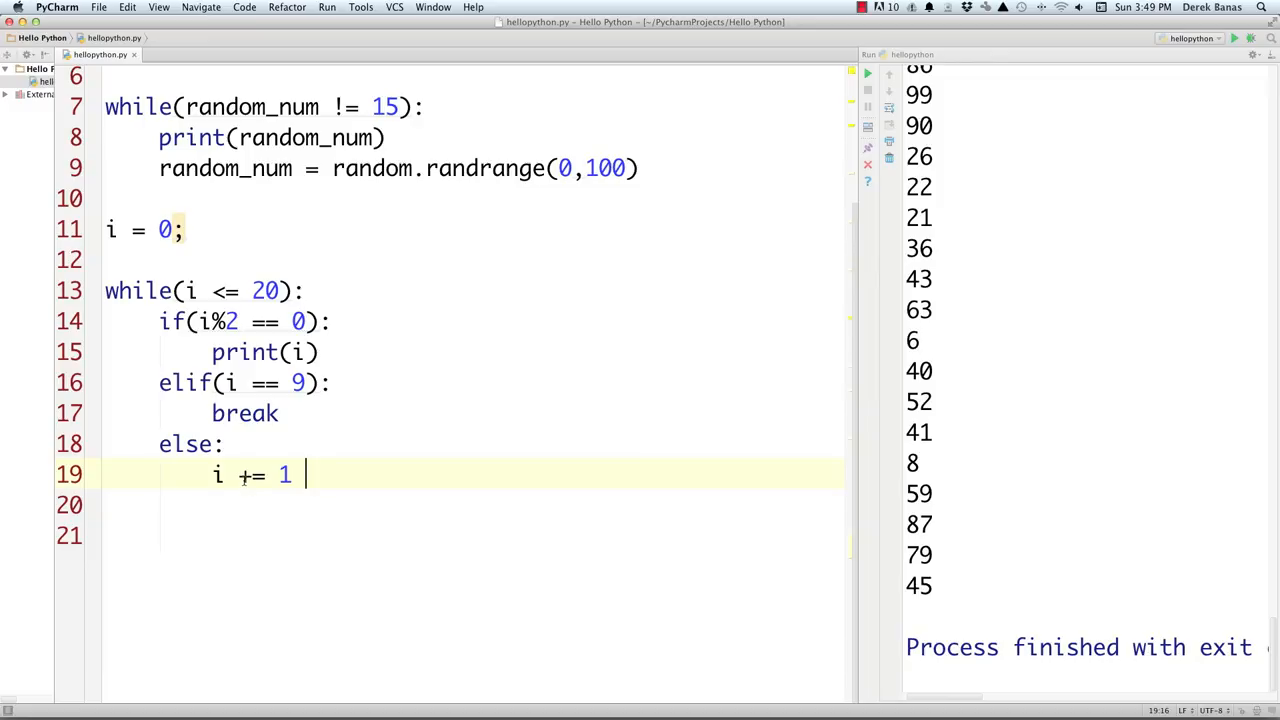 PyCharm File Edit View Navigate Code Refactor Run Tools VCS Window Help 10 Sun 3:49 PM Derek Banas
hellopython.py – Hello Python – [~/PycharmProjects/Hello Python]
Hello Python hellopython.py hellopython
hellopython.py Run hellopython
Hello P
hell
Externa
6
7 while(random_num != 15):
8 print(random_num)
9 random_num = random.randrange(0,100)
10
11 i = 0;
12
13 while(i <= 20):
14 if(i%2 == 0):
15 print(i)
16 elif(i == 9):
17 break
18 else:
19 i += 1
20
21
99
90
26
22
21
36
43
63
6
40
52
41
8
59
87
79
45
Process finished with exit
19:16 LF UTF-8